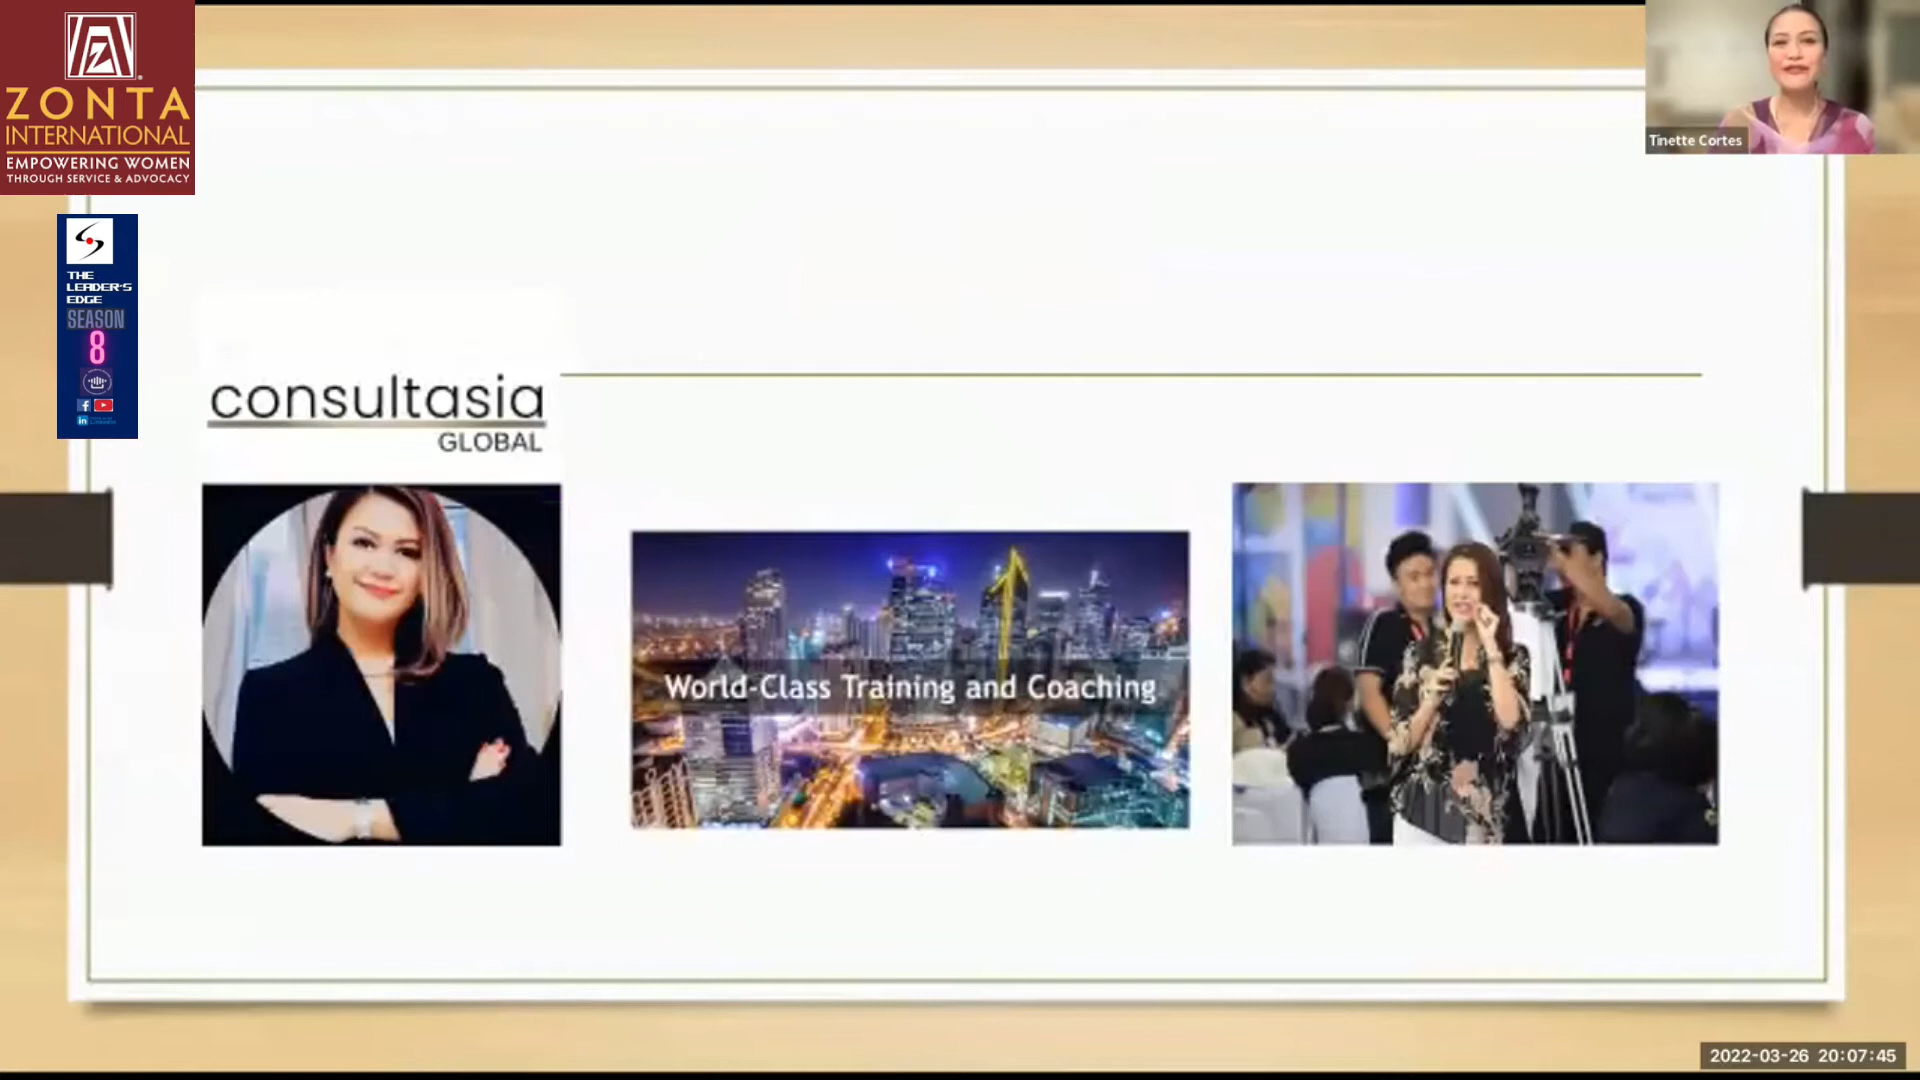 ZONTA
INTERNATIONAL
EMPOWERING WOMEN
THROUGH SERVICE & ADVOCACY
Tinette Cortes
THE
LEADER'S
EDGE
SEASON
8
consultasia
GLOBAL
World-Class Training and Coaching
2022-03-26 20:07:45